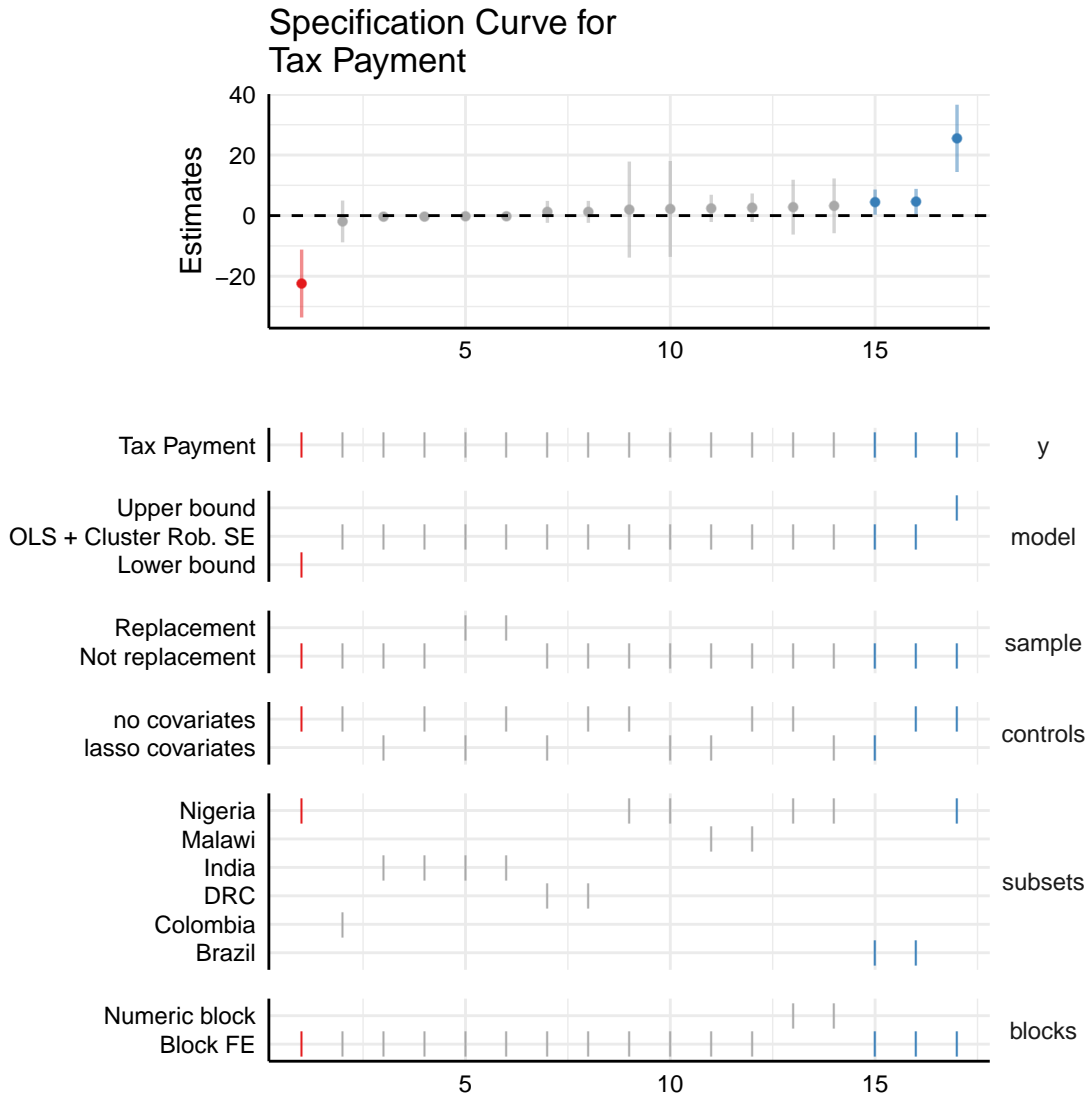 Specification Curve for
Tax Payment
40
20
0
−20
Estimates
5 10 15
Tax Payment y
Upper bound
OLS + Cluster Rob. SE model
Lower bound
Replacement
Not replacement sample
no covariates
lasso covariates controls
Nigeria
Malawi
India
DRC subsets
Colombia
Brazil
Numeric block
Block FE blocks
5 10 15